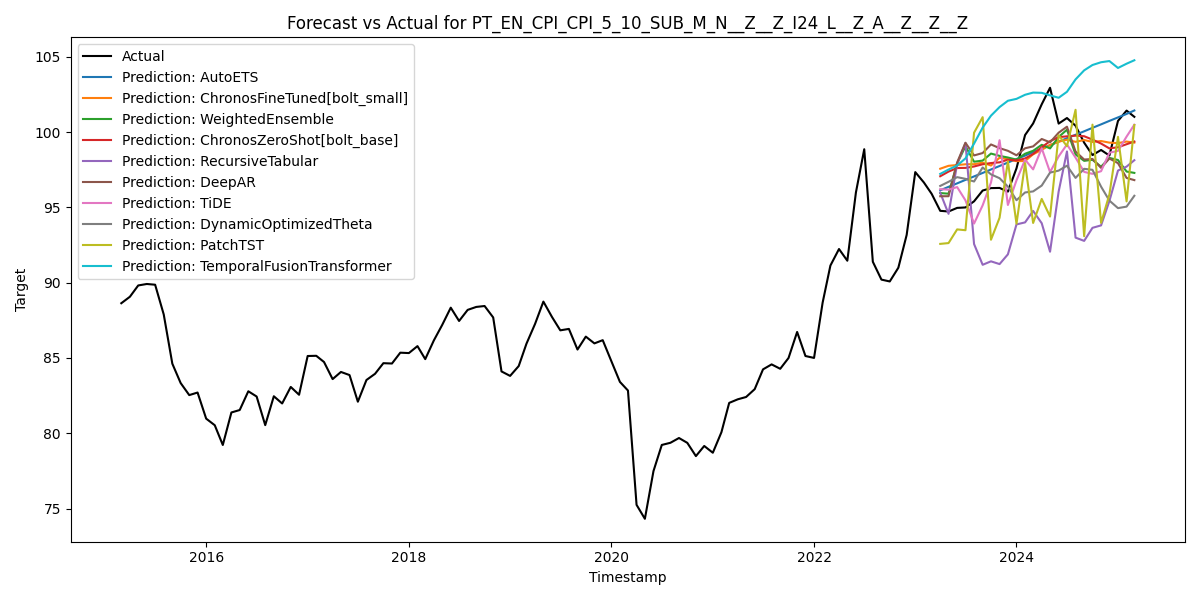 Forecast vs Actual for PT_EN_CPI_CPI_5_10_SUB_M_N__Z__Z_I24_L__Z_A__Z__Z__Z
Actual
Prediction: AutoETS
Prediction: ChronosFineTuned[bolt_small]
Prediction: WeightedEnsemble
Prediction: ChronosZeroShot[bolt_base]
Prediction: RecursiveTabular
Prediction: DeepAR
Prediction: TiDE
Prediction: DynamicOptimizedTheta
Prediction: PatchTST
Prediction: TemporalFusionTransformer
Target
105
100
95
90
85
80
75
2016
2018
2020
2022
2024
Timestamp